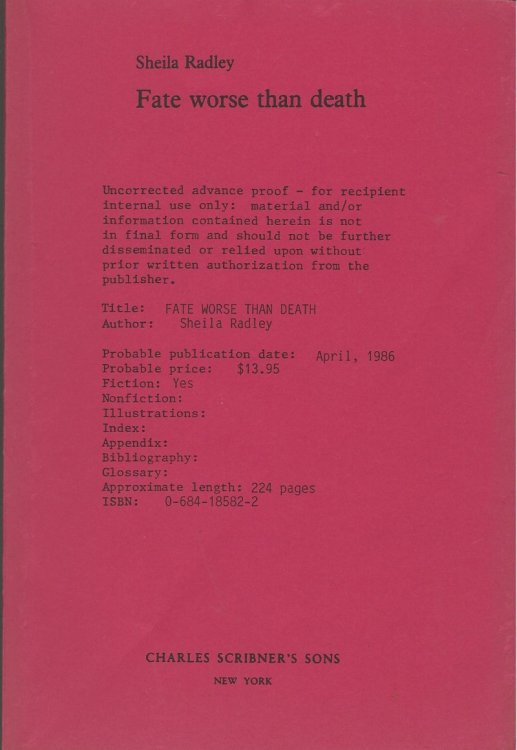 Sheila Radley
Fate worse than death
Uncorrected advance proof - for recipient
internal use only: material and/or
information contained herein is not
in final form and should not be further
disseminated or relied upon without
prior written authorization from the
publisher.
Title: FATE WORSE THAN DEATH
Author: Sheila Radley
Probable publication date: April, 1986
Probable price: $13.95
Fiction: Yes
Nonfiction:
Illustrations:
Index:
Appendix:
Bibliography:
Glossary:
Approximate length: 224 pages
ISBN: 0-684-18582-2
CHARLES SCRIBNER'S SONS
NEW YORK